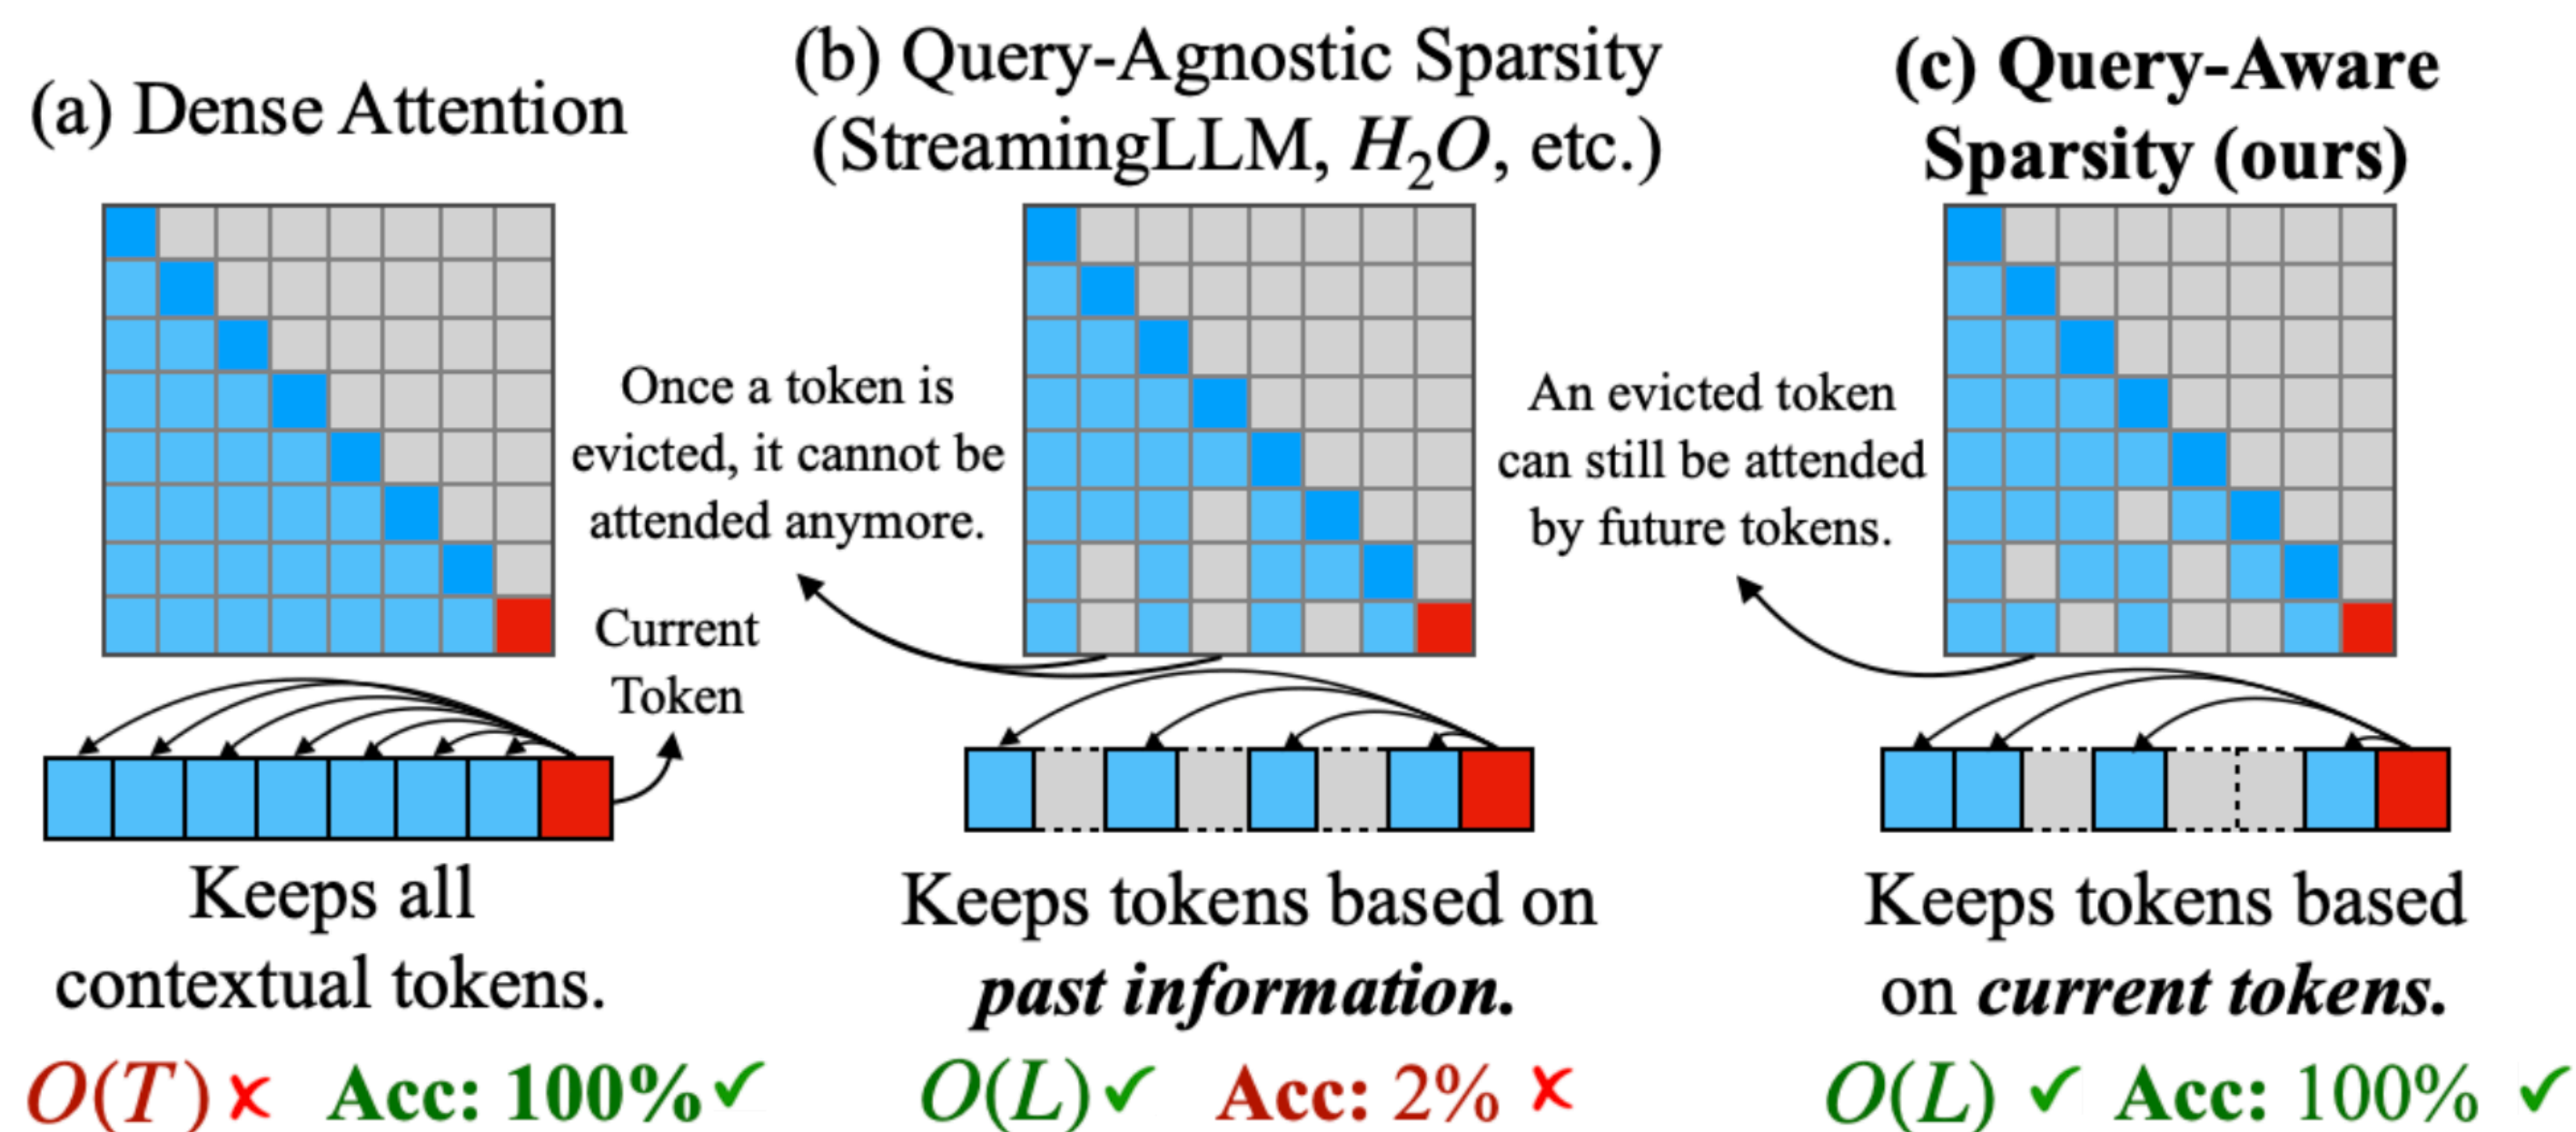 (a) Dense Attention
(b) Query-Agnostic Sparsity
(StreamingLLM, H₂O, etc.)
(c) Query-Aware
Sparsity (ours)
Once a token is
evicted, it cannot be
attended anymore.
Current
Token
An evicted token
can still be attended
by future tokens.
Keeps all
contextual tokens.
O(T) ✗ Acc: 100% ✓
Keeps tokens based on
past information.
O(L) ✓ Acc: 2% ✗
Keeps tokens based
on current tokens.
O(L) ✓ Acc: 100% ✓